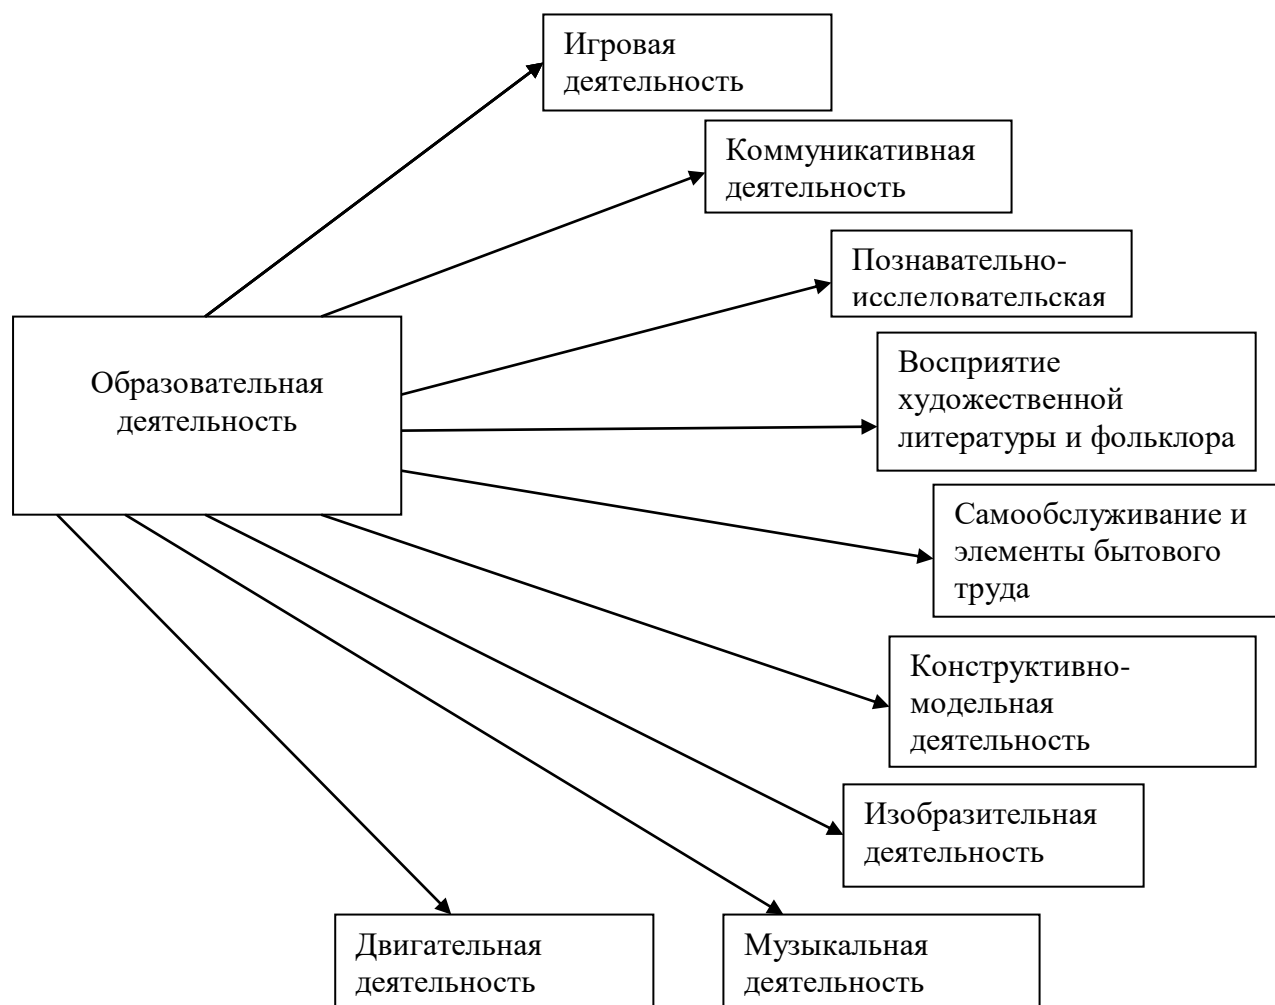 Игровая
деятельность
Коммуникативная
деятельность
Познавательно-
исследовательская
Образовательная
деятельность
Восприятие
художественной
литературы и фольклора
Самообслуживание и
элементы бытового
труда
Конструктивно-
модельная
деятельность
Изобразительная
деятельность
Двигательная
деятельность
Музыкальная
деятельность